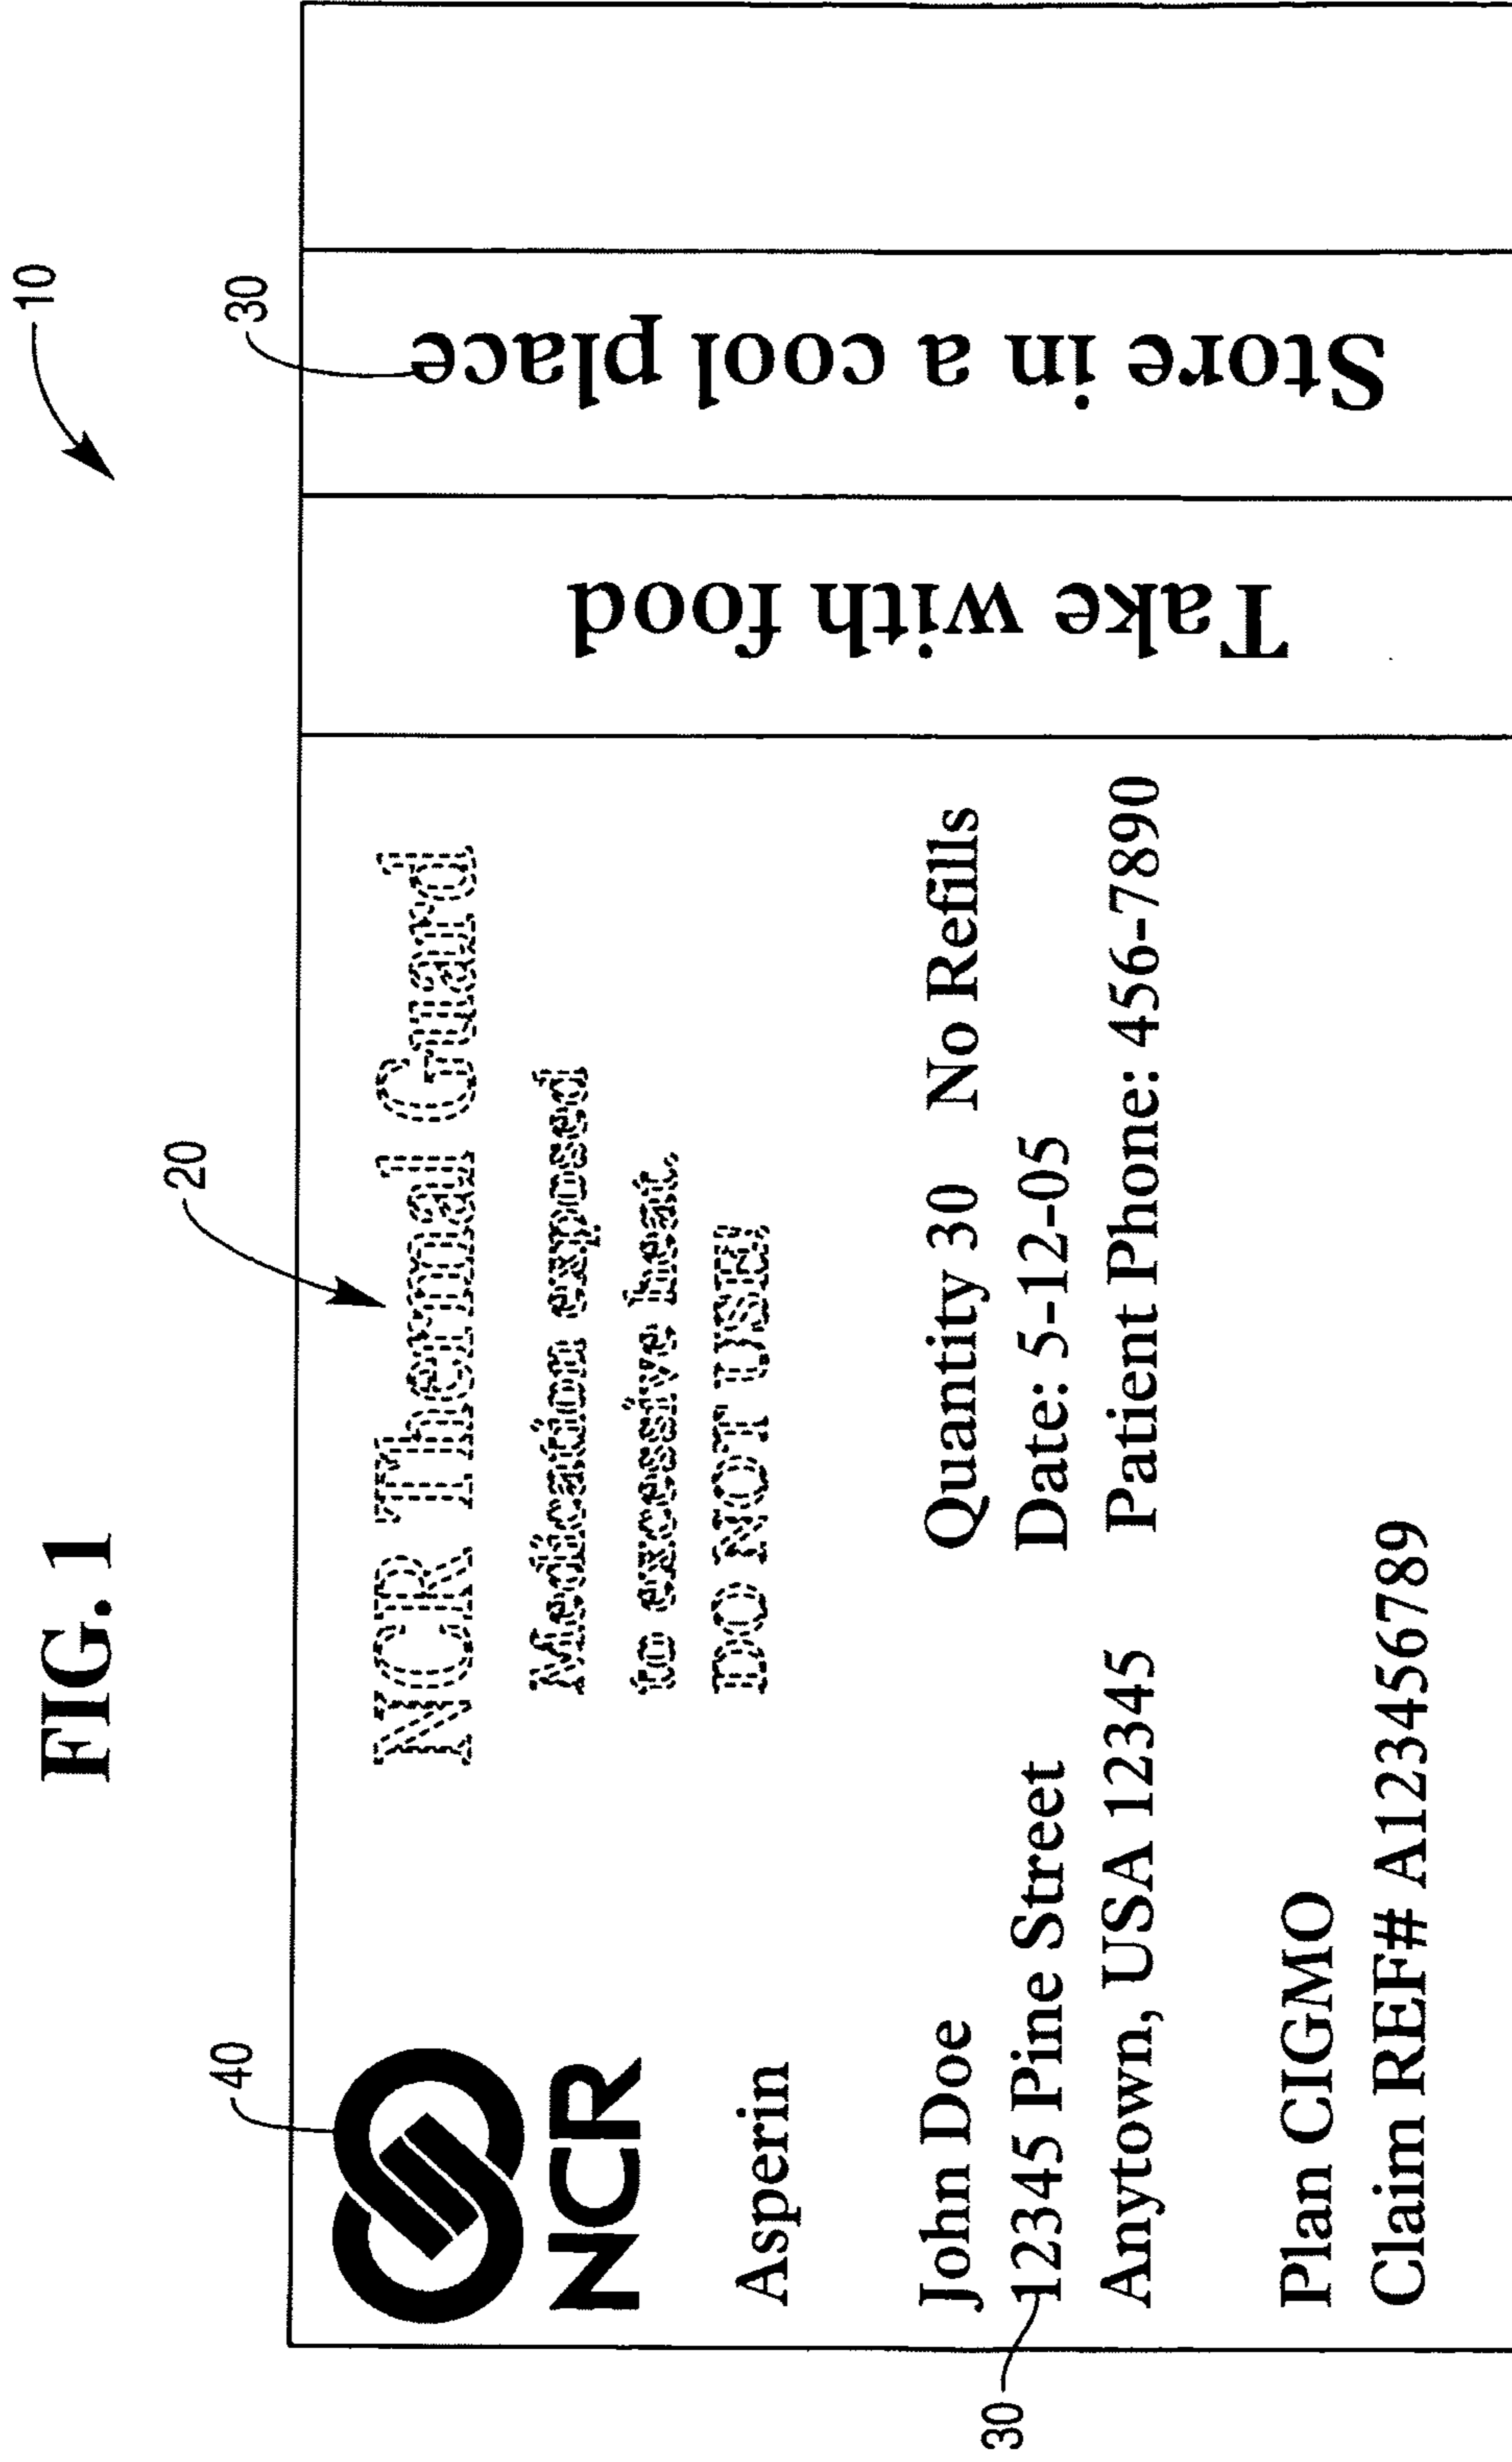 FIG. 1
10
20
30
40
NCR
NCR Thermal Guard
Medication exposed
to excessive heat.
DO NOT USE!
Asperin
John Doe
Quantity 30 No Refills
12345 Pine Street
Date: 5-12-05
Anytown, USA 12345
Patient Phone: 456-7890
Plan CIGMO
Claim REF# A123456789
30
Take with food
Store in a cool place